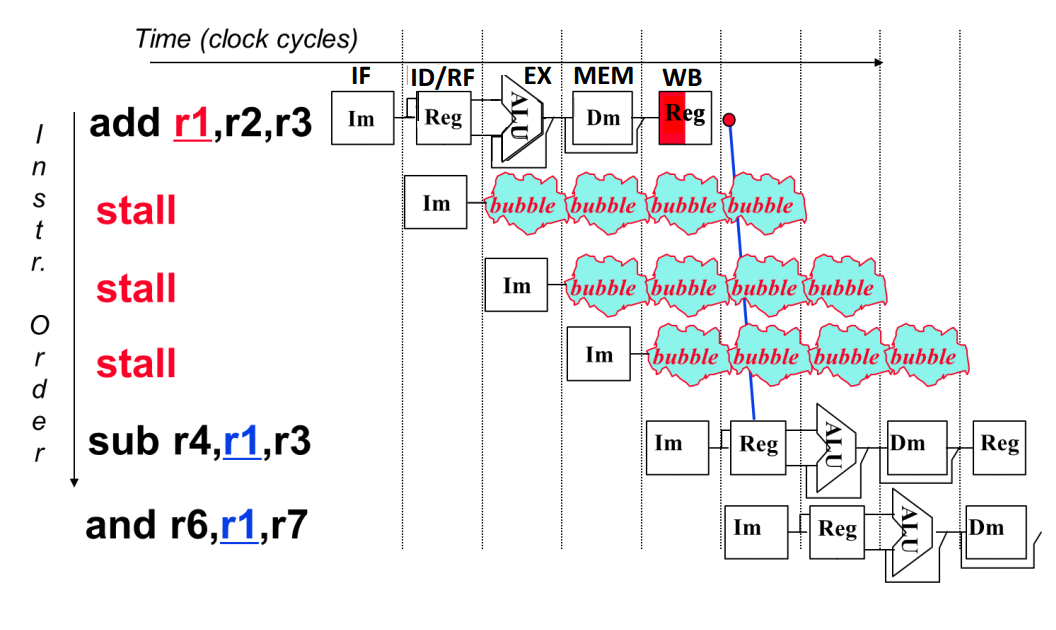 Time (clock cycles)
IF ID/RF EX MEM WB
Instr. Order
add r1,r2,r3 Im Reg ALU Dm Reg
stall Im bubble bubble bubble bubble
stall Im bubble bubble bubble bubble
stall Im bubble bubble bubble bubble
sub r4,r1,r3 Im Reg ALU Dm Reg
and r6,r1,r7 Im Reg ALU Dm